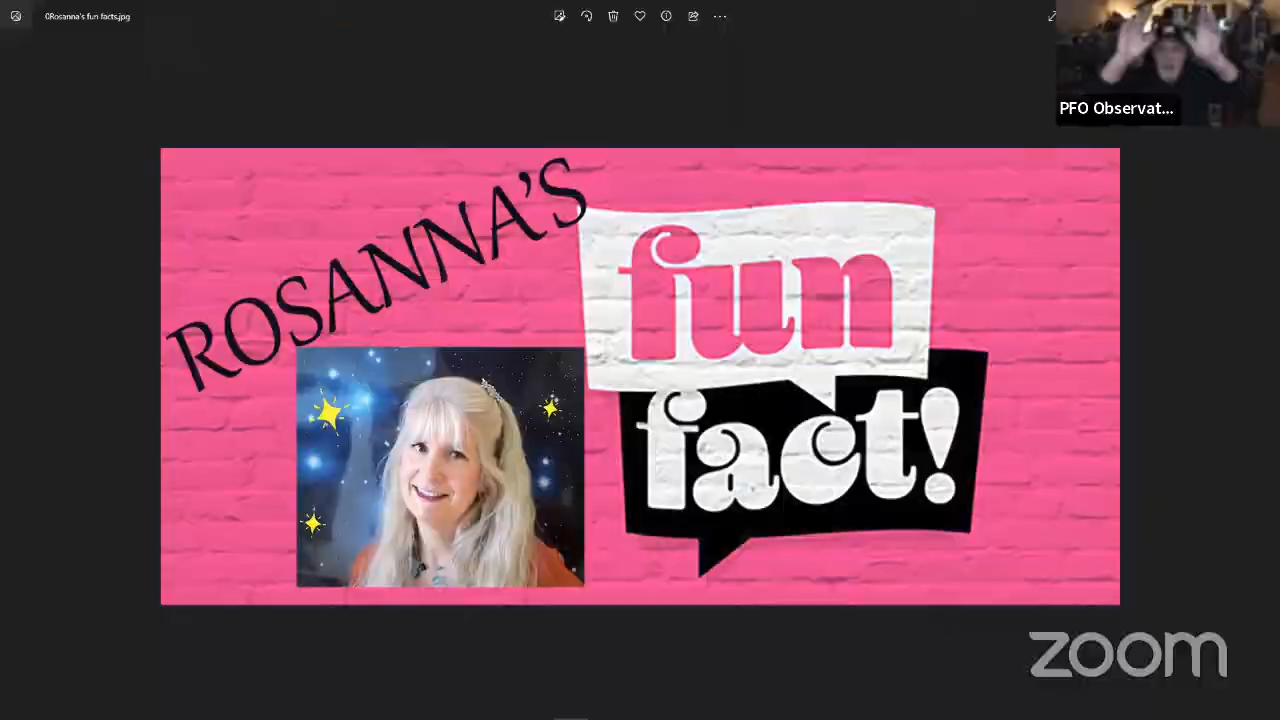 0Rosanna's fun facts.jpg
PFO Observat...
ROSANNA'S
fun
fact!
zoom